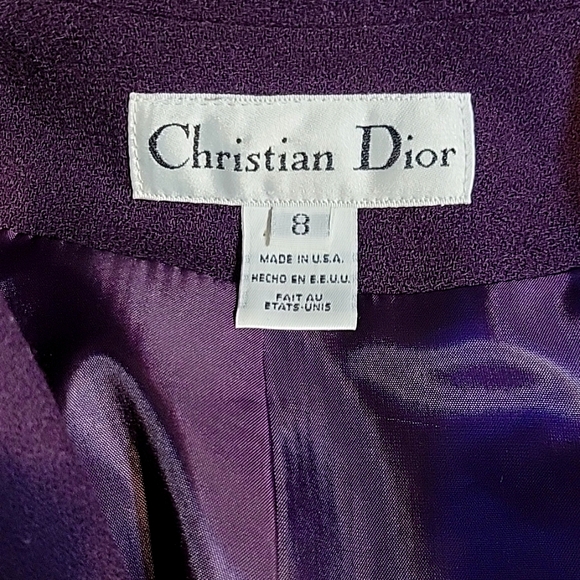 Christian Dior
8
MADE IN U.S.A.
HECHO EN E.E.U.U.
FAIT AU
ETATS-UNIS